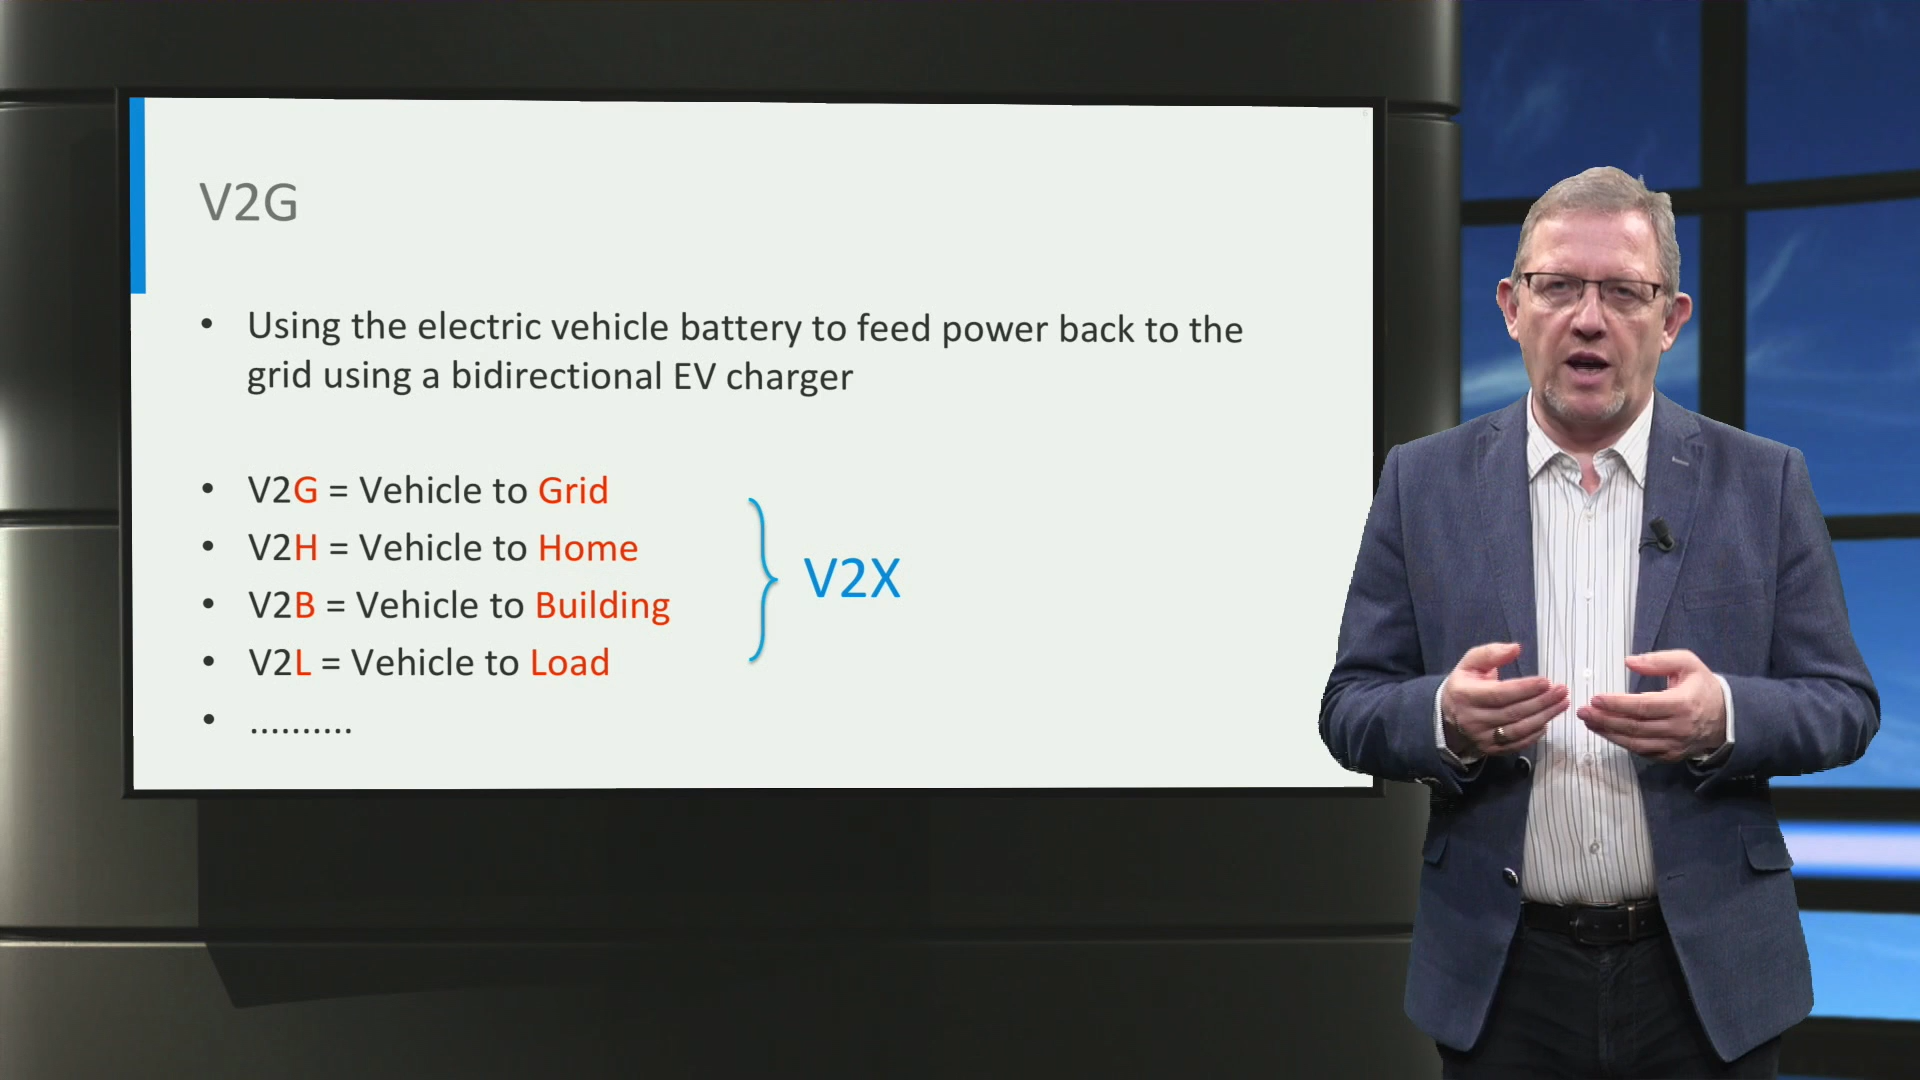 V2G
• Using the electric vehicle battery to feed power back to the
grid using a bidirectional EV charger
• V2G = Vehicle to Grid
• V2H = Vehicle to Home
• V2B = Vehicle to Building
• V2L = Vehicle to Load
• ..........
V2X